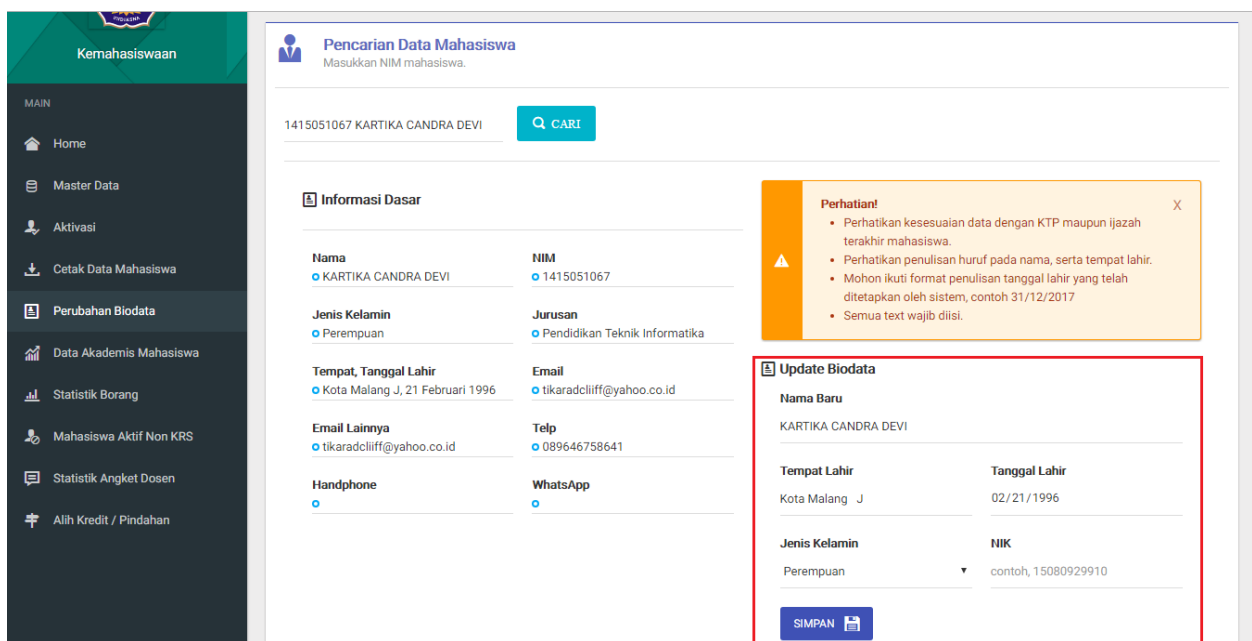 UNDIKSHA
Kemahasiswaan
MAIN
Home
Master Data
Aktivasi
Cetak Data Mahasiswa
Perubahan Biodata
Data Akademis Mahasiswa
Statistik Borang
Mahasiswa Aktif Non KRS
Statistik Angket Dosen
Alih Kredit / Pindahan
Pencarian Data Mahasiswa
Masukkan NIM mahasiswa.
1415051067 KARTIKA CANDRA DEVI
CARI
Informasi Dasar
Nama
KARTIKA CANDRA DEVI
NIM
1415051067
Jenis Kelamin
Perempuan
Jurusan
Pendidikan Teknik Informatika
Tempat, Tanggal Lahir
Kota Malang J, 21 Februari 1996
Email
tikaradcliiff@yahoo.co.id
Email Lainnya
tikaradcliiff@yahoo.co.id
Telp
089646758641
Handphone
WhatsApp
Perhatian!
X
• Perhatikan kesesuaian data dengan KTP maupun ijazah
terakhir mahasiswa.
• Perhatikan penulisan huruf pada nama, serta tempat lahir.
• Mohon ikuti format penulisan tanggal lahir yang telah
ditetapkan oleh sistem, contoh 31/12/2017
• Semua text wajib diisi.
Update Biodata
Nama Baru
KARTIKA CANDRA DEVI
Tempat Lahir
Kota Malang J
Tanggal Lahir
02/21/1996
Jenis Kelamin
Perempuan
NIK
contoh, 15080929910
SIMPAN